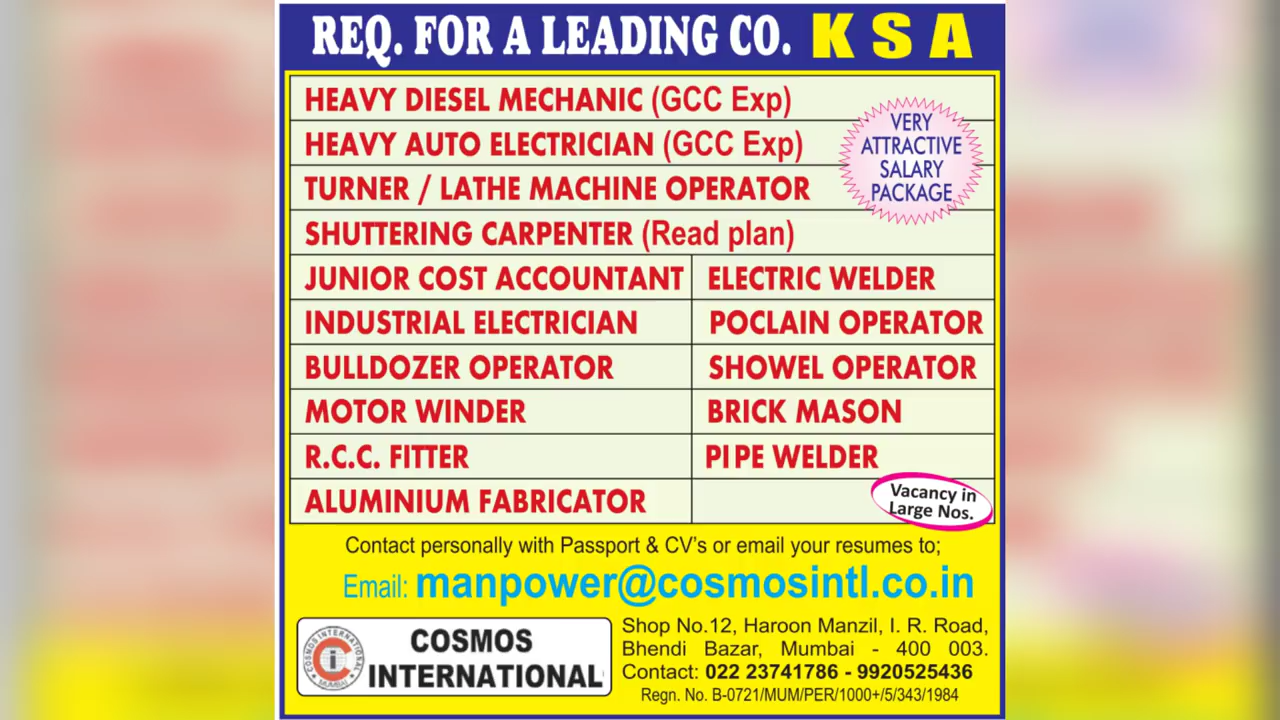 REQ. FOR A LEADING CO. KSA
HEAVY DIESEL MECHANIC (GCC Exp)
HEAVY AUTO ELECTRICIAN (GCC Exp)
TURNER / LATHE MACHINE OPERATOR
SHUTTERING CARPENTER (Read plan)
VERY
ATTRACTIVE
SALARY
PACKAGE
JUNIOR COST ACCOUNTANT
ELECTRIC WELDER
INDUSTRIAL ELECTRICIAN
POCLAIN OPERATOR
BULLDOZER OPERATOR
SHOWEL OPERATOR
MOTOR WINDER
BRICK MASON
R.C.C. FITTER
PIPE WELDER
ALUMINIUM FABRICATOR
Vacancy in
Large Nos.
Contact personally with Passport & CV's or email your resumes to;
Email: manpower@cosmosintl.co.in
COSMOS INTERNATIONAL
MUMBAI
COSMOS
INTERNATIONAL
Shop No.12, Haroon Manzil, I. R. Road,
Bhendi Bazar, Mumbai - 400 003.
Contact: 022 23741786 - 9920525436
Regn. No. B-0721/MUM/PER/1000+/5/343/1984